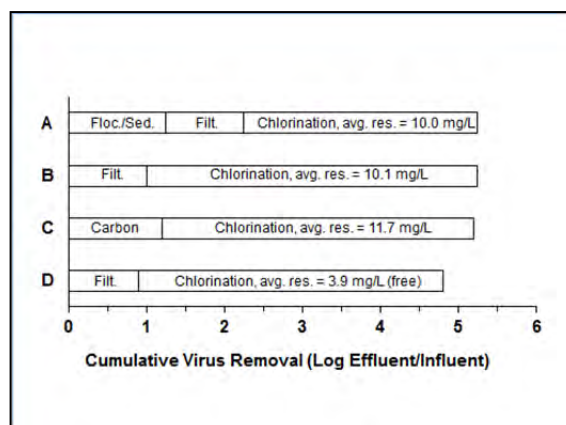 A Floc./Sed. Filt. Chlorination, avg. res. = 10.0 mg/L
B Filt. Chlorination, avg. res. = 10.1 mg/L
C Carbon Chlorination, avg. res. = 11.7 mg/L
D Filt. Chlorination, avg. res. = 3.9 mg/L (free)
0 1 2 3 4 5 6
Cumulative Virus Removal (Log Effluent/Influent)